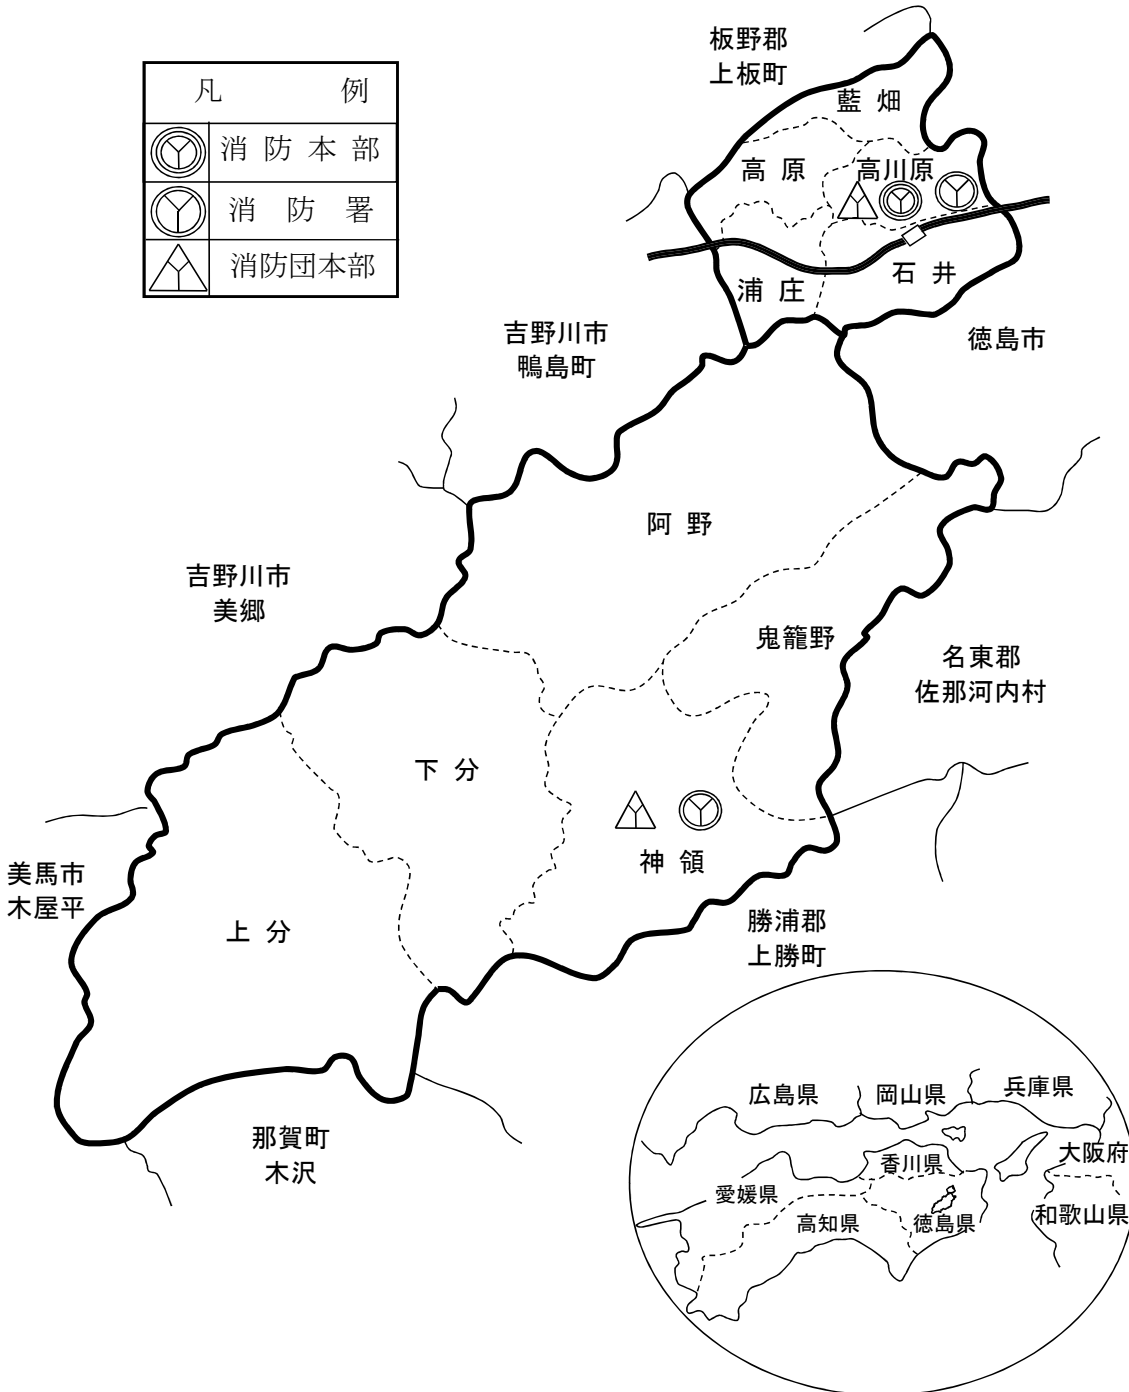 板野郡
上板町
凡 例
消防本部
消防署
消防団本部
藍畑
高原
高川原
石井
浦庄
徳島市
吉野川市
鴨島町
阿野
吉野川市
美郷
鬼籠野
名東郡
佐那河内村
下分
神領
美馬市
木屋平
上分
勝浦郡
上勝町
那賀町
木沢
広島県
岡山県
兵庫県
香川県
大阪府
愛媛県
高知県
徳島県
和歌山県